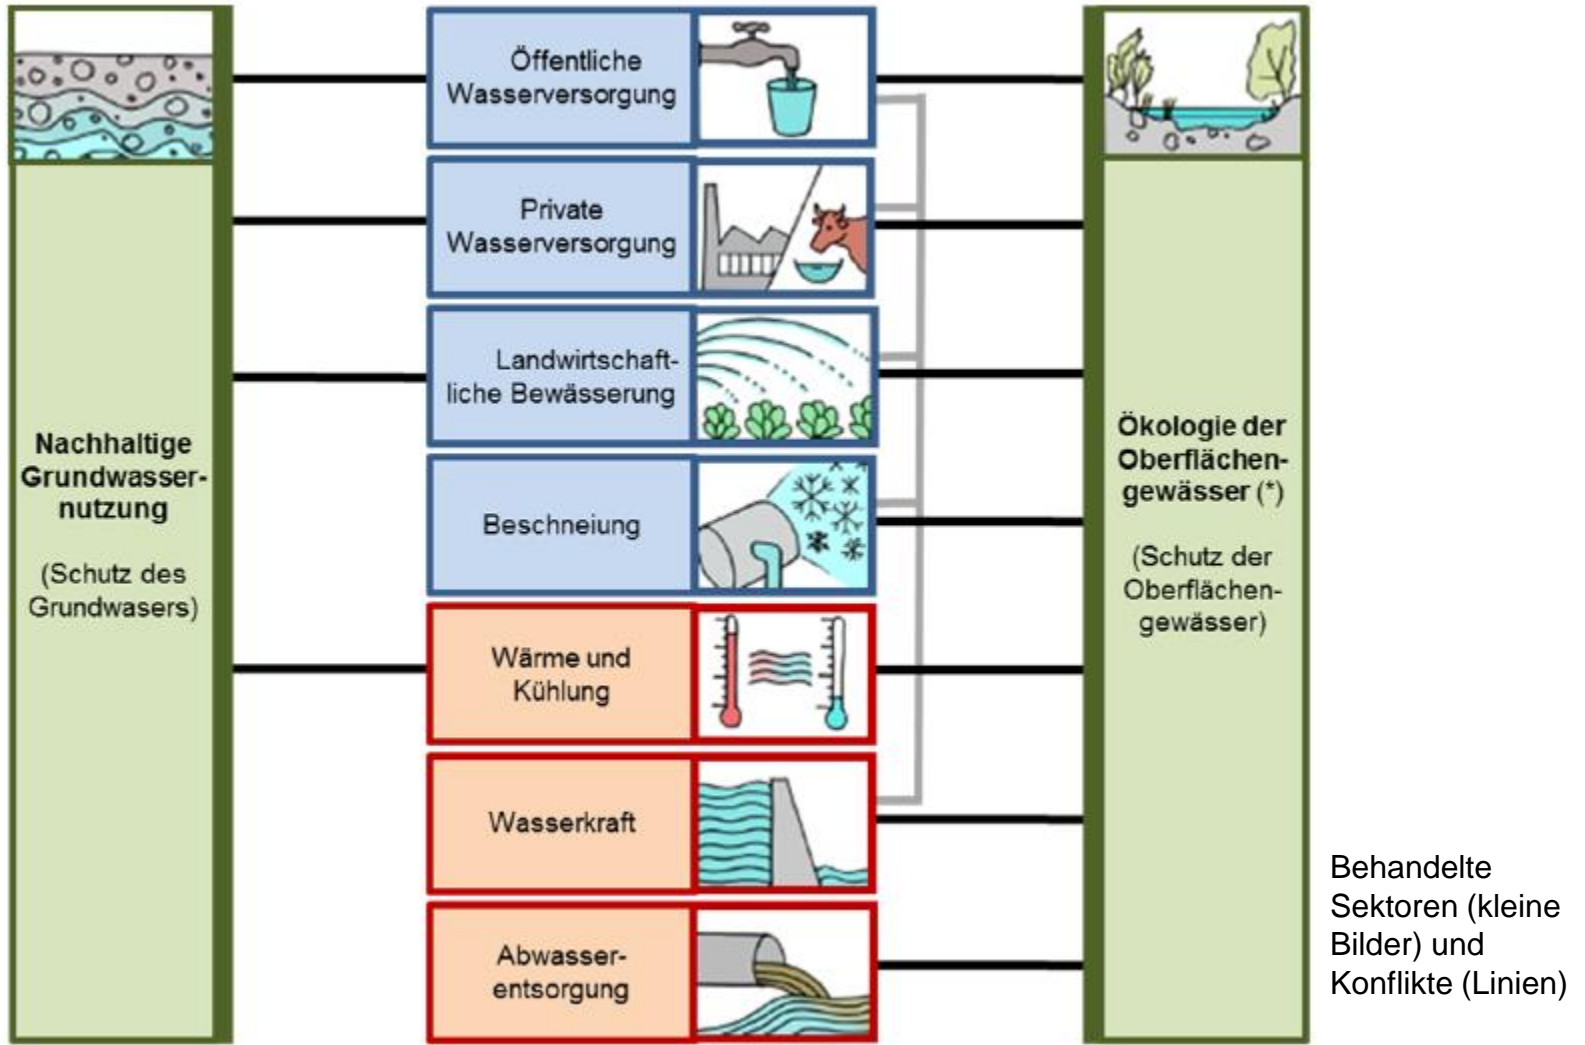 Nachhaltige
Grundwasser-
nutzung
(Schutz des
Grundwasers)
Öffentliche
Wasserversorgung
Private
Wasserversorgung
Landwirtschaft-
liche Bewässerung
Beschneiung
Wärme und
Kühlung
Wasserkraft
Abwasser-
entsorgung
Ökologie der
Oberflächen-
gewässer (*)
(Schutz der
Oberflächen-
gewässer)
Behandelte
Sektoren (kleine
Bilder) und
Konflikte (Linien)